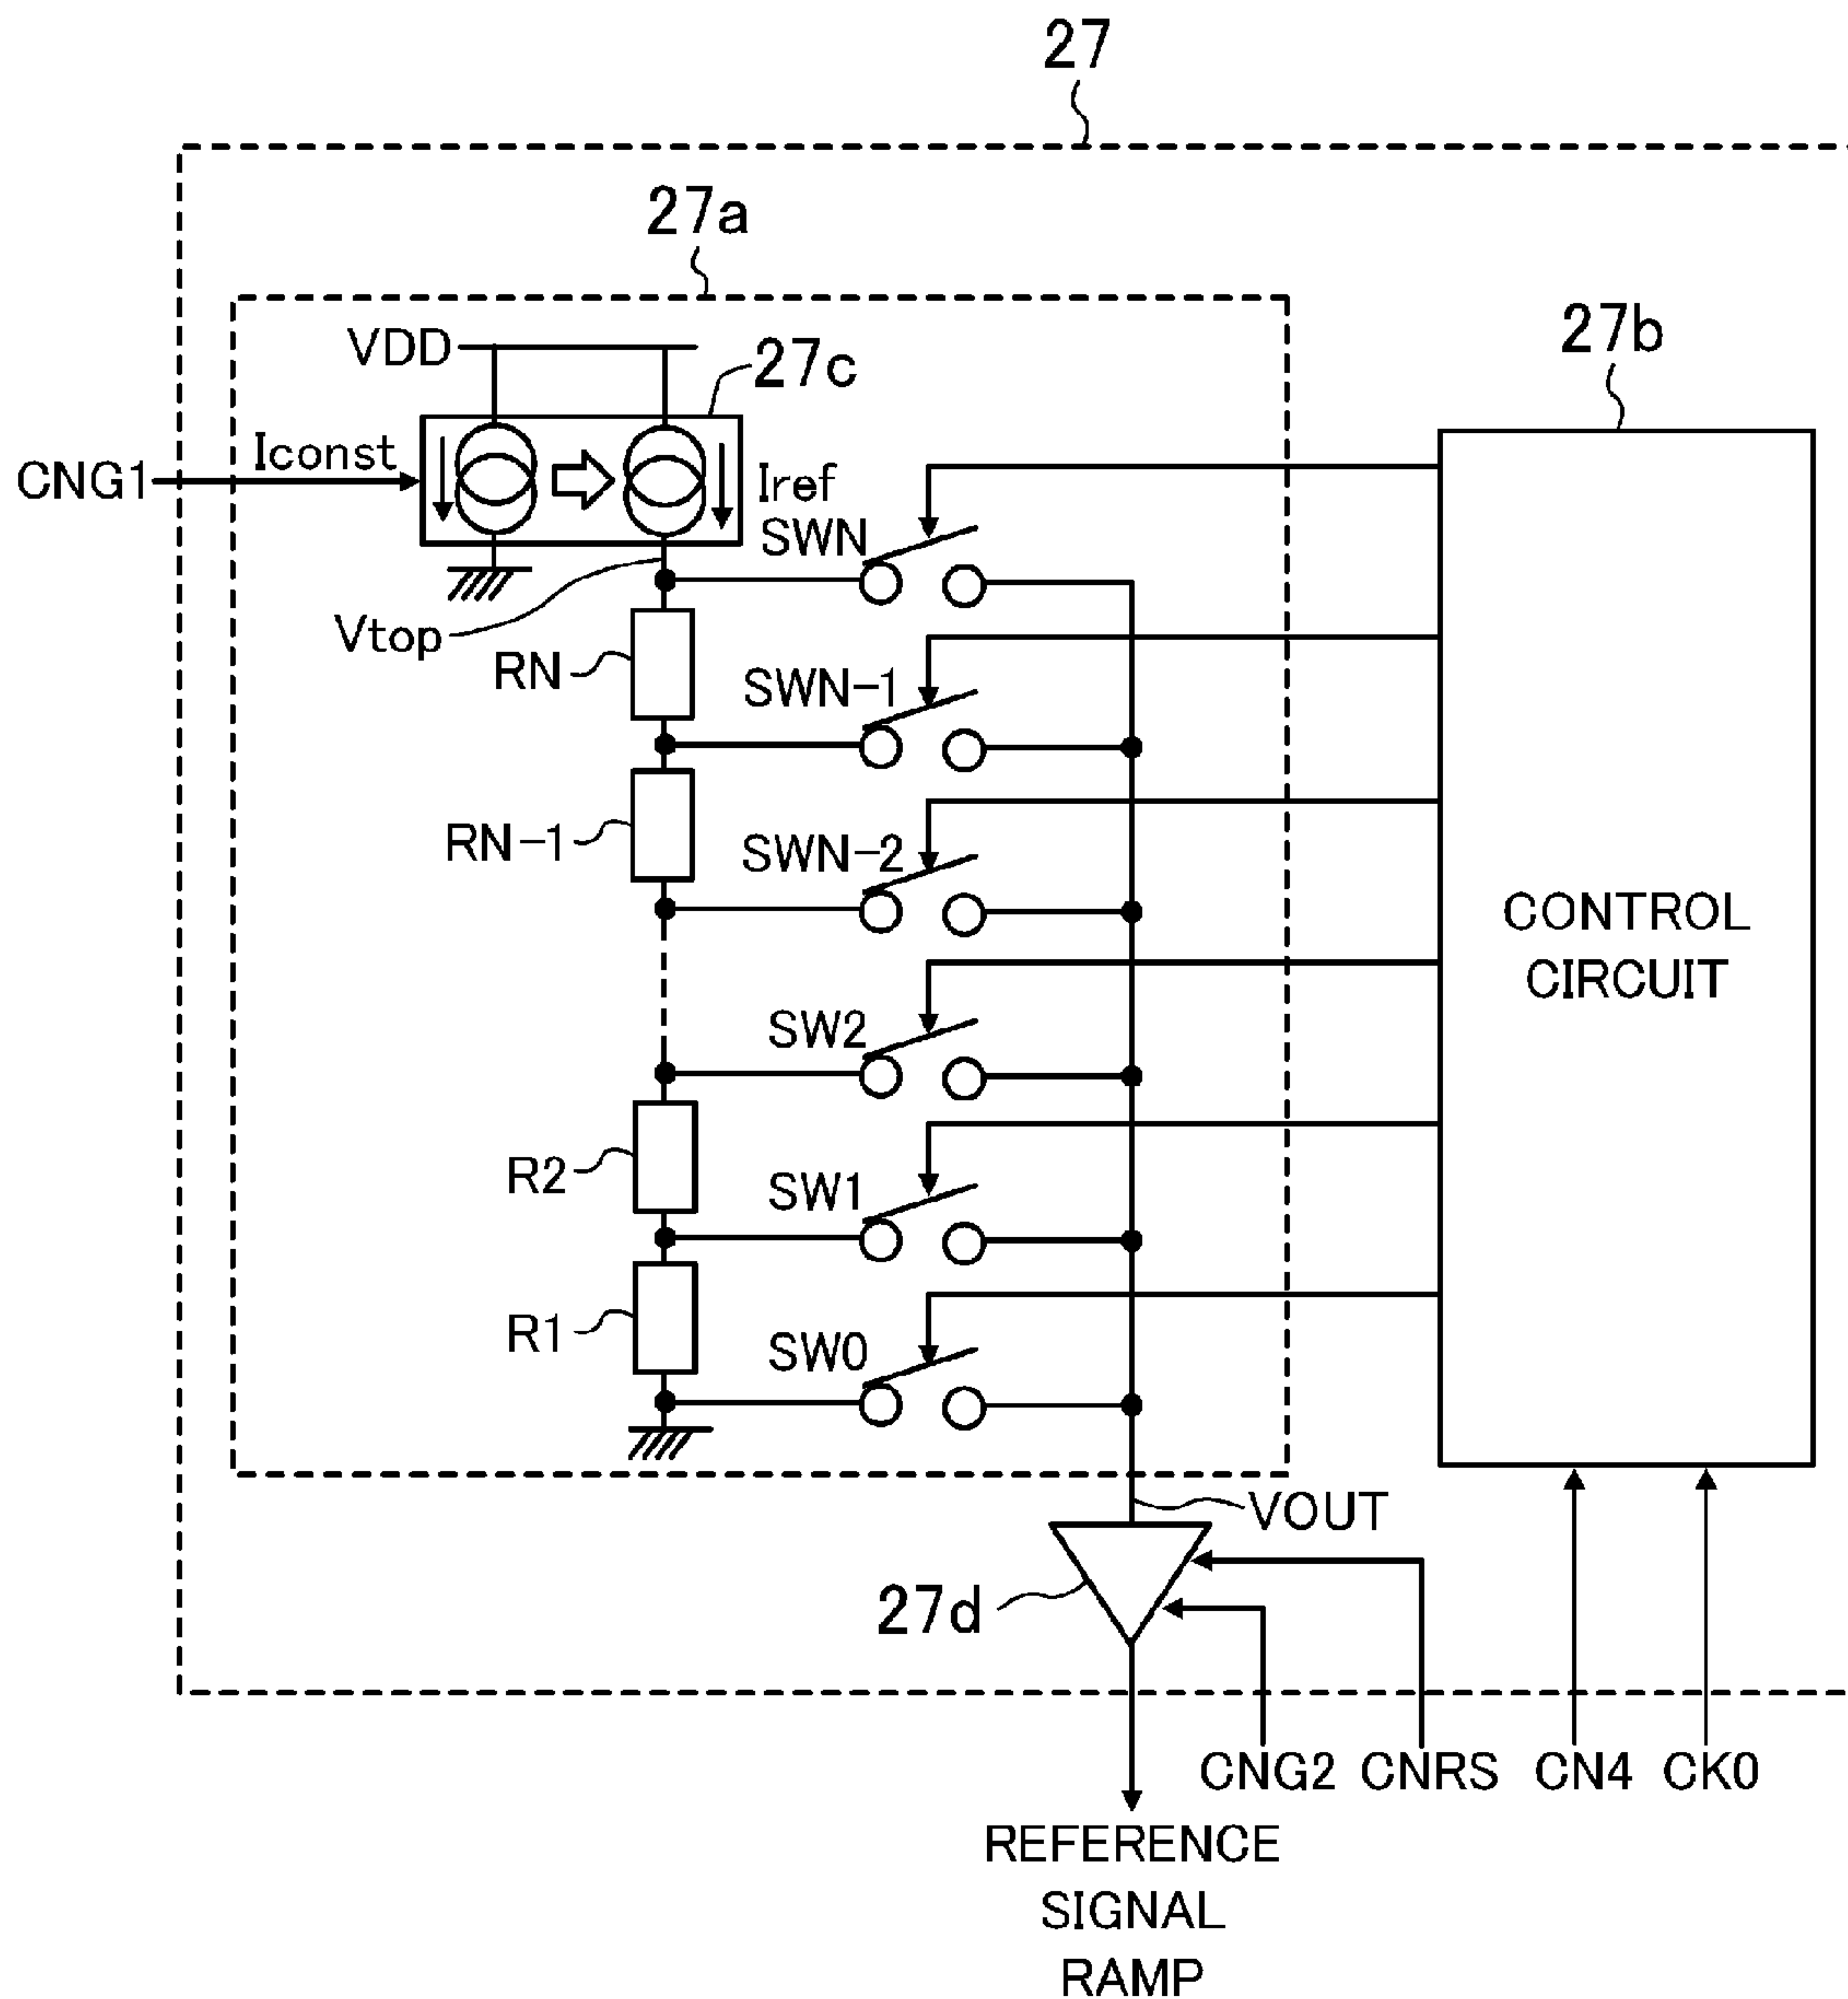 27
27a
27b
VDD
27c
CNG1
Iconst
Iref
SWN
Vtop
RN
SWN-1
RN-1
SWN-2
CONTROL
CIRCUIT
SW2
R2
SW1
R1
SW0
VOUT
27d
CNG2
CNRS
CN4
CK0
REFERENCE
SIGNAL
RAMP